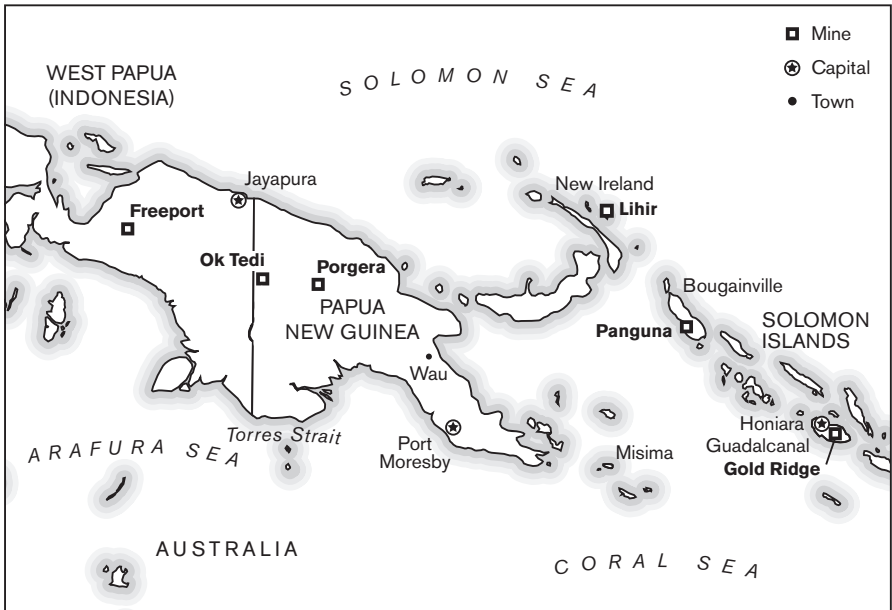 Mine
Capital
Town
WEST PAPUA
(INDONESIA)
SOLOMON SEA
Jayapura
New Ireland
Freeport
Lihir
Ok Tedi
Porgera
PAPUA
NEW GUINEA
Bougainville
Panguna
SOLOMON
ISLANDS
Wau
Honiara
Guadalcanal
Gold Ridge
Torres Strait
ARAFURA SEA
Port
Moresby
Misima
AUSTRALIA
CORAL SEA